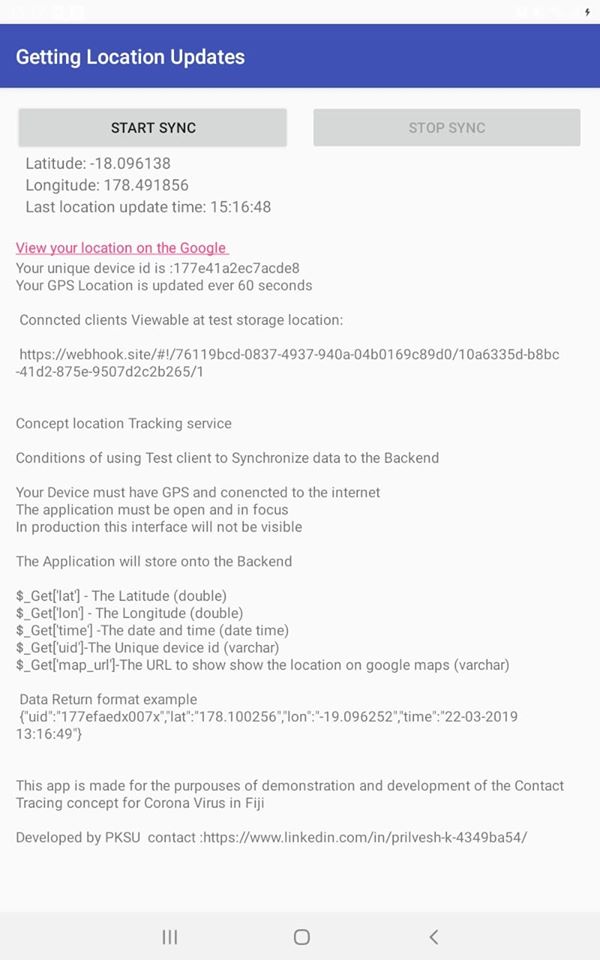 Getting Location Updates
START SYNC
STOP SYNC
Latitude: -18.096138
Longitude: 178.491856
Last location update time: 15:16:48
View your location on the Google
Your unique device id is :177e41a2ec7acde8
Your GPS Location is updated ever 60 seconds
Conncted clients Viewable at test storage location:
https://webhook.site/#!/76119bcd-0837-4937-940a-04b0169c89d0/10a6335d-b8bc
-41d2-875e-9507d2c2b265/1
Concept location Tracking service
Conditions of using Test client to Synchronize data to the Backend
Your Device must have GPS and conencted to the internet
The application must be open and in focus
In production this interface will not be visible
The Application will store onto the Backend
$_Get['lat'] - The Latitude (double)
$_Get['lon'] - The Longitude (double)
$_Get['time'] -The date and time (date time)
$_Get['uid']-The Unique device id (varchar)
$_Get['map_url']-The URL to show show the location on google maps (varchar)
Data Return format example
{"uid":"177efaedx007x","lat":"178.100256","lon":"-19.096252","time":"22-03-2019
13:16:49"}
This app is made for the purpouses of demonstration and development of the Contact
Tracing concept for Corona Virus in Fiji
Developed by PKSU  contact :https://www.linkedin.com/in/prilvesh-k-4349ba54/